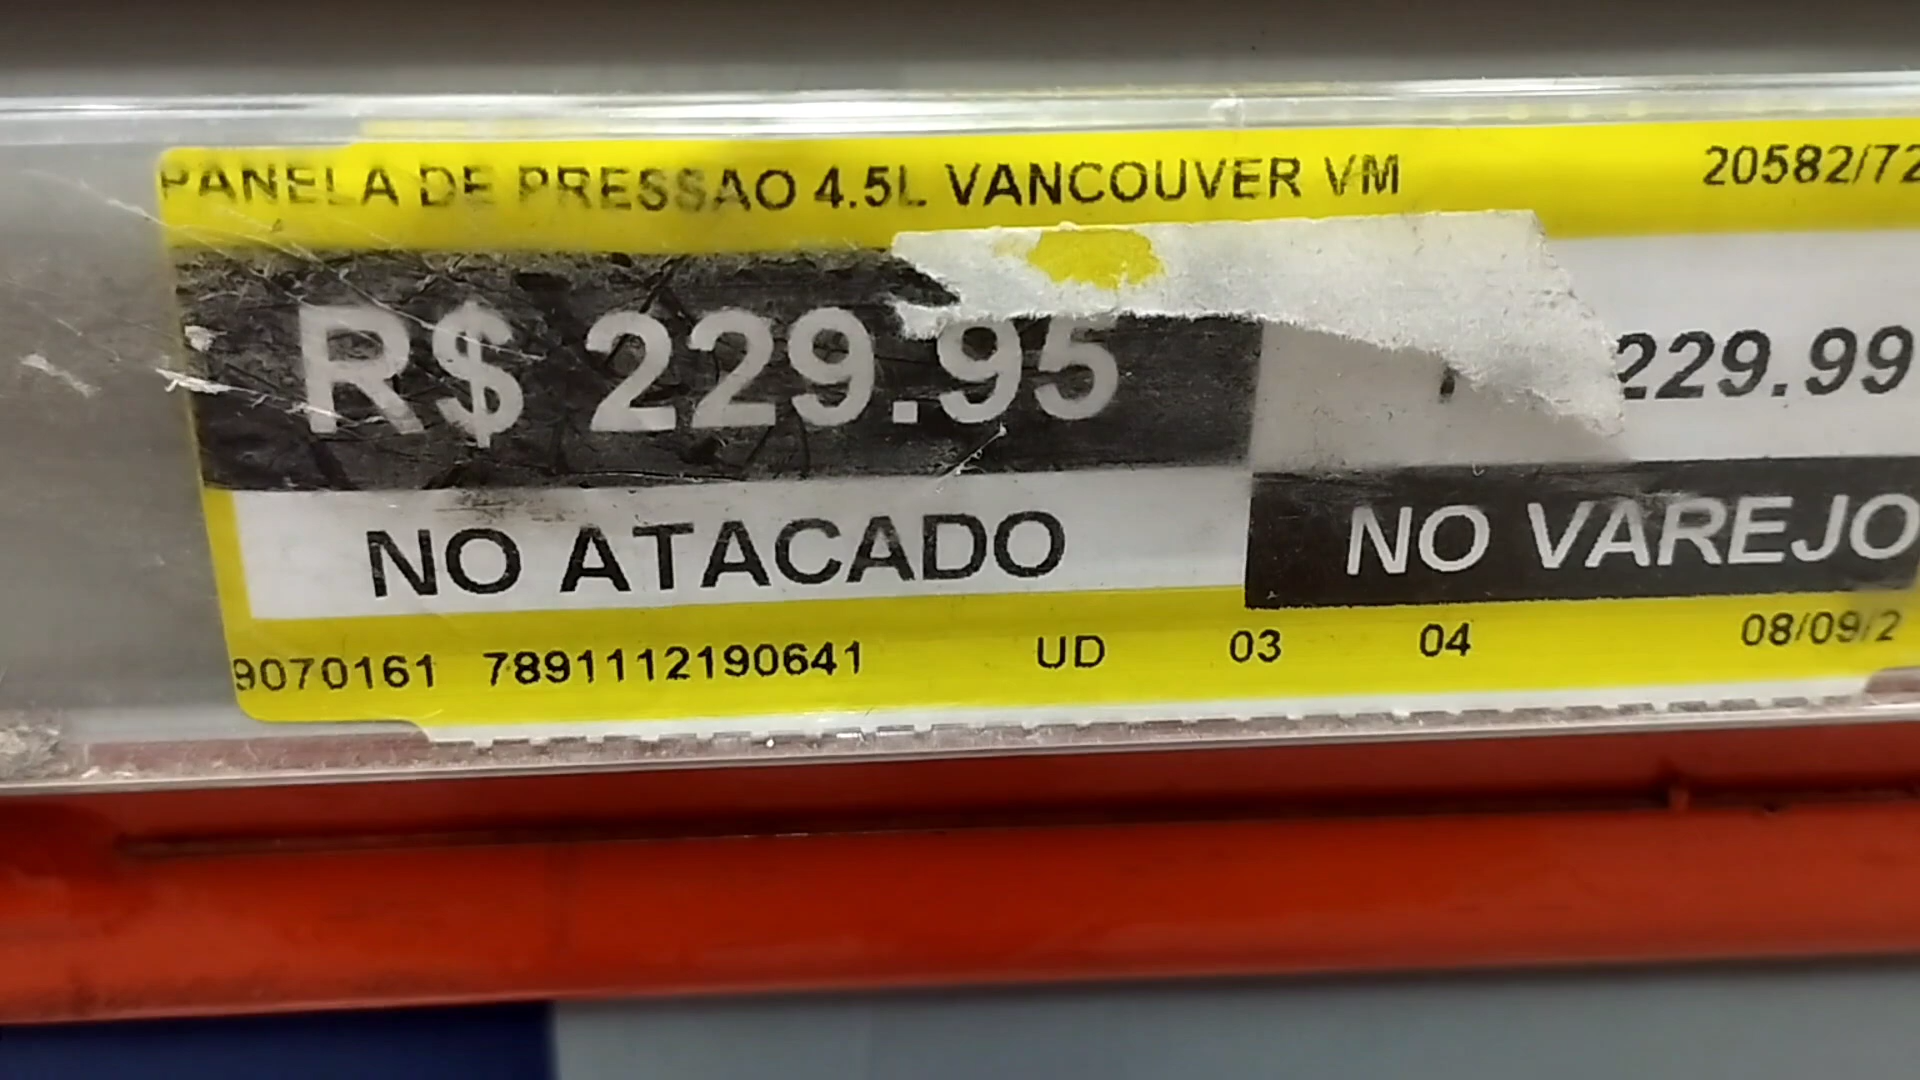 PANELA DE PRESSAO 4.5L VANCOUVER VM 20582/72
R$ 229.95 229.99
NO ATACADO NO VAREJO
9070161 7891112190641 UD 03 04 08/09/2